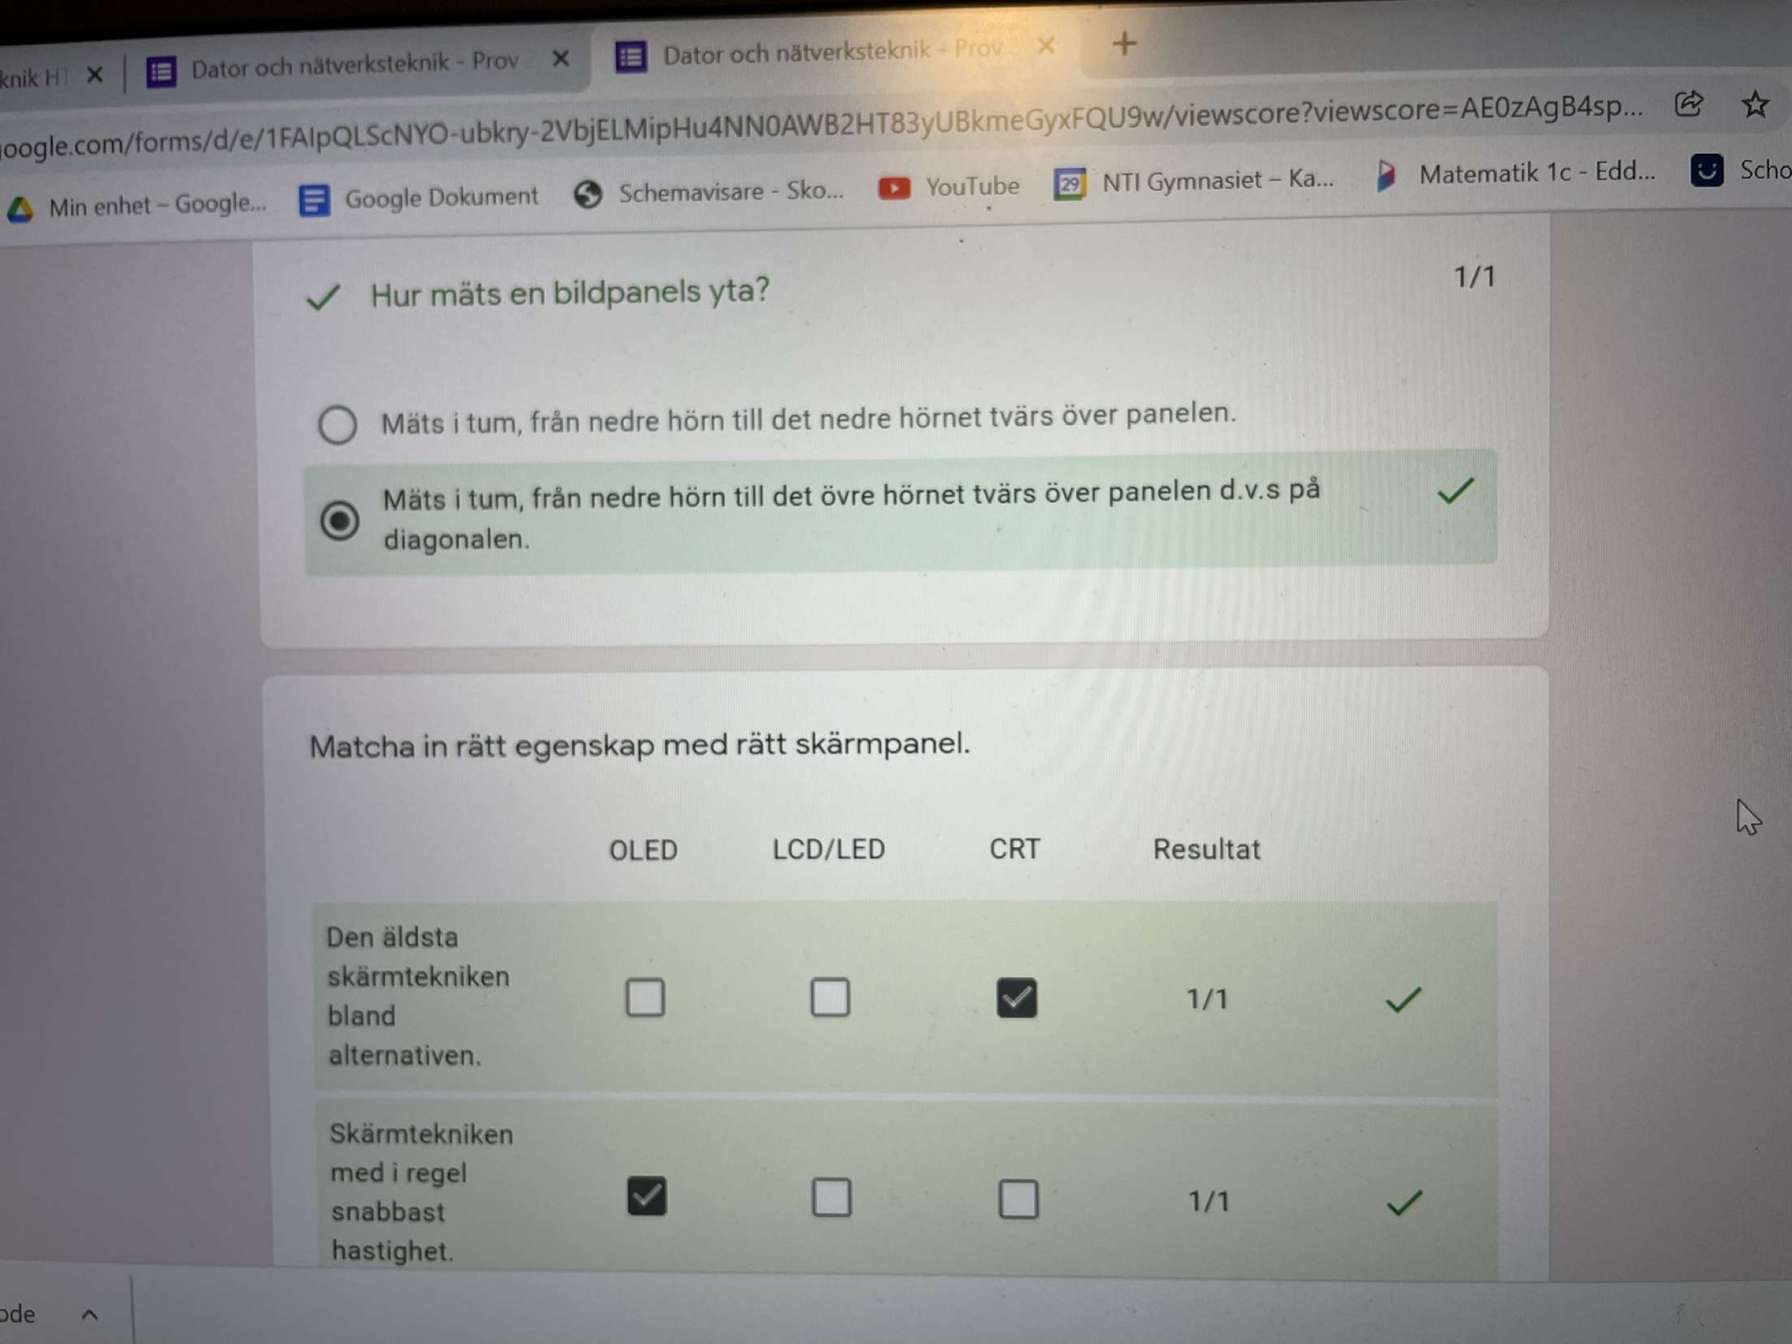 knik HT
Dator och nätverksteknik - Prov
Dator och nätverksteknik - Prov
oogle.com/forms/d/e/1FAIpQLScNYO-ubkry-2VbjELMipHu4NN0AWB2HT83yUBkmeGyxFQU9w/viewscore?viewscore=AE0zAgB4sp...
Min enhet – Google...
Google Dokument
Schemavisare - Sko...
YouTube
29
NTI Gymnasiet – Ka...
Matematik 1c - Edd...
Scho
Hur mäts en bildpanels yta?
1/1
Mäts i tum, från nedre hörn till det nedre hörnet tvärs över panelen.
Mäts i tum, från nedre hörn till det övre hörnet tvärs över panelen d.v.s på
diagonalen.
Matcha in rätt egenskap med rätt skärmpanel.
OLED LCD/LED CRT Resultat
Den äldsta
skärmtekniken
bland
alternativen.
1/1
Skärmtekniken
med i regel
snabbast
hastighet.
1/1
ode